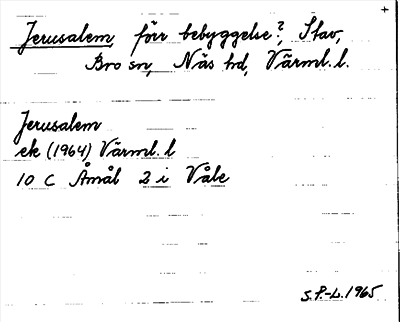 +
Jerusalem, förr bebyggelse?, Stav,
Bro sn, Näs hd, Värml. l.
Jerusalem
ek (1964) Värml. l
10 C Åmål 2 i Våle
S.P.-L. 1965